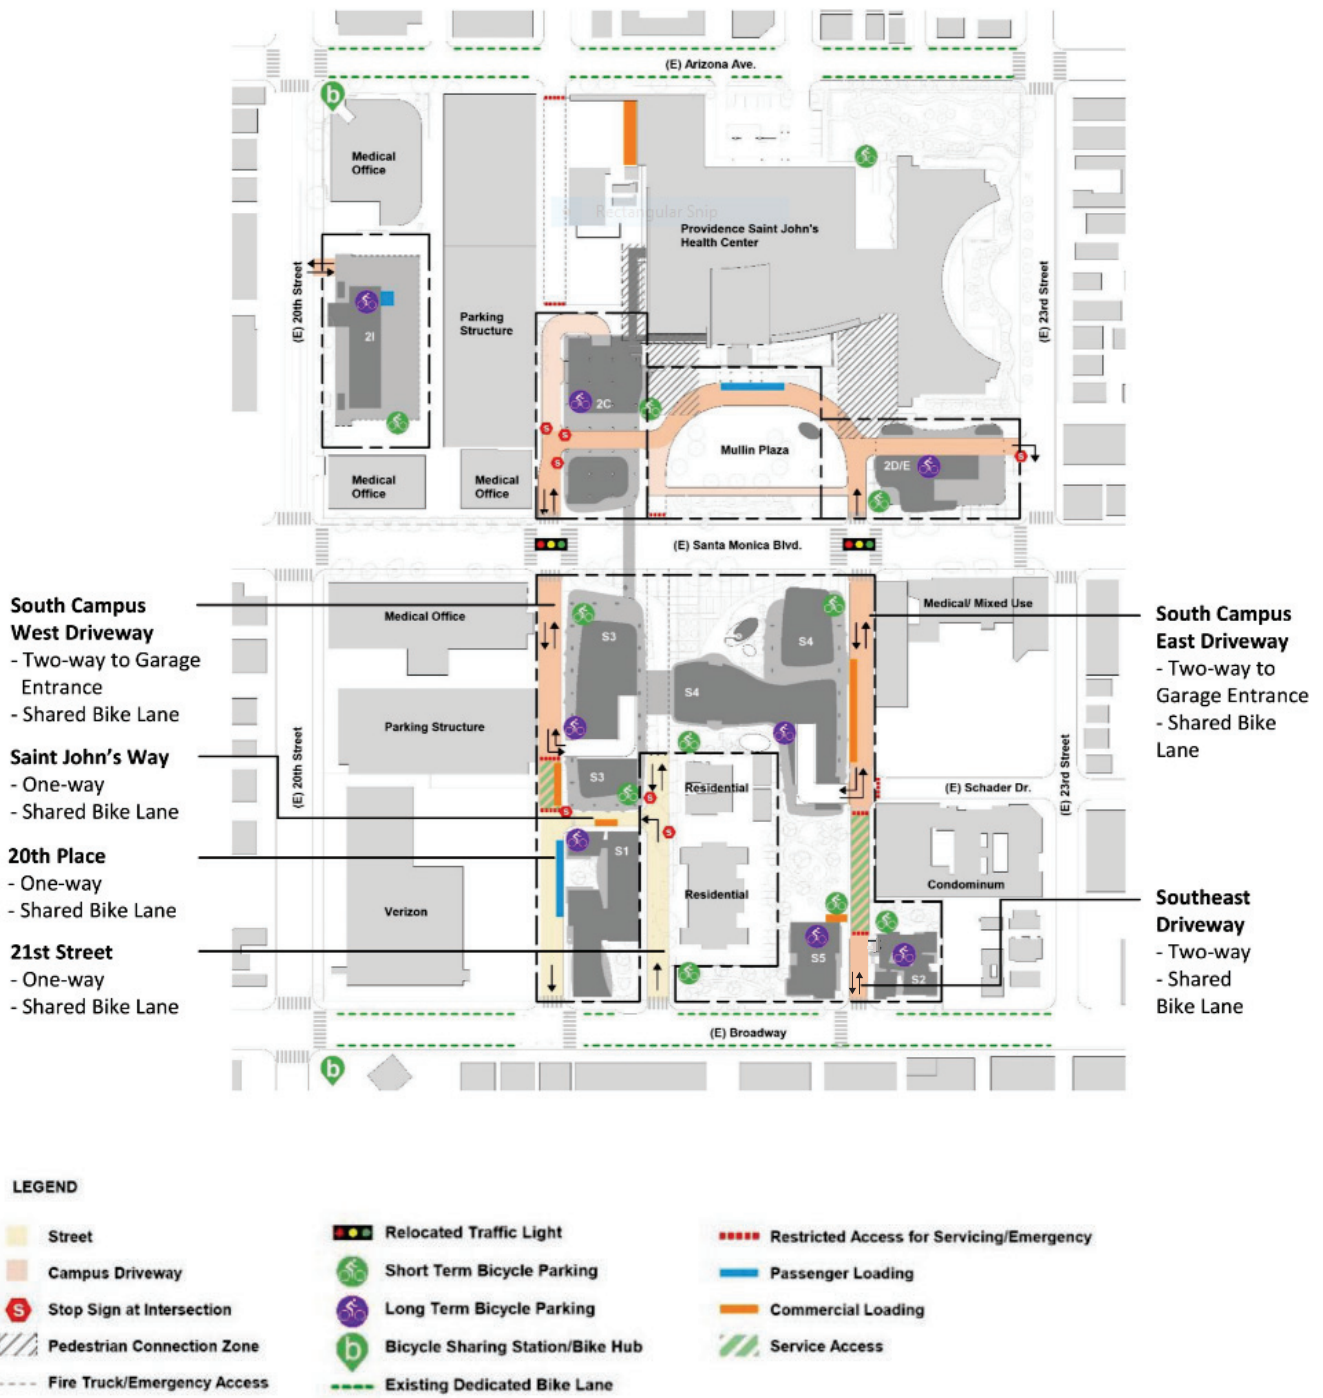 (E) Arizona Ave.
b
Medical
Office
Rectangular Snip
Providence Saint John's
Health Center
(E) 20th Street
(E) 23rd Street
Parking
Structure
2I
2C
S
S
S
Mullin Plaza
2D/E
S
Medical
Office
Medical
Office
(E) Santa Monica Blvd.
South Campus
West Driveway
- Two-way to Garage
Entrance
- Shared Bike Lane
Saint John's Way
- One-way
- Shared Bike Lane
20th Place
- One-way
- Shared Bike Lane
21st Street
- One-way
- Shared Bike Lane
Medical Office
S3
S4
Medical/ Mixed Use
S4
Parking Structure
(E) 20th Street
(E) 23rd Street
S3
Residential
(E) Schader Dr.
S
S
S
S1
Verizon
Residential
Condominum
S5
S2
(E) Broadway
b
South Campus
East Driveway
- Two-way to
Garage Entrance
- Shared Bike
Lane
Southeast
Driveway
- Two-way
- Shared
Bike Lane
LEGEND
Street
Campus Driveway
S Stop Sign at Intersection
Pedestrian Connection Zone
Fire Truck/Emergency Access
Relocated Traffic Light
Short Term Bicycle Parking
Long Term Bicycle Parking
b Bicycle Sharing Station/Bike Hub
Existing Dedicated Bike Lane
Restricted Access for Servicing/Emergency
Passenger Loading
Commercial Loading
Service Access